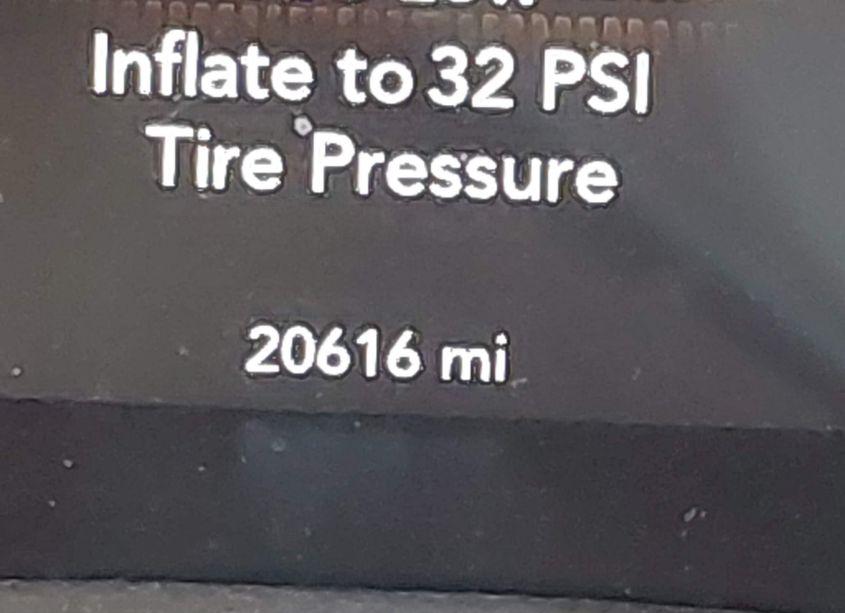 Inflate to 32 PSI
Tire Pressure
20616 mi